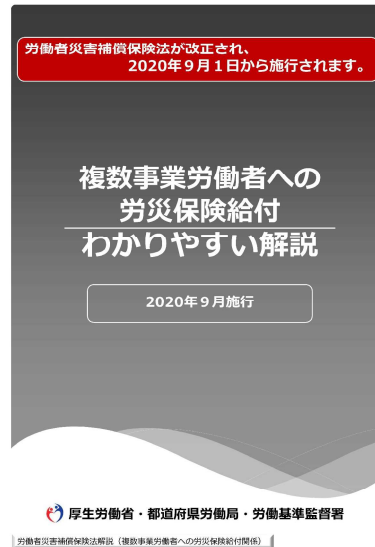 労働者災害補償保険法が改正され、
2020年9月1日から施行されます。
複数事業労働者への
労災保険給付
わかりやすい解説
2020年9月施行
厚生労働省・都道府県労働局・労働基準監督署
労働者災害補償保険法解説（複数事業労働者への労災保険給付関係）